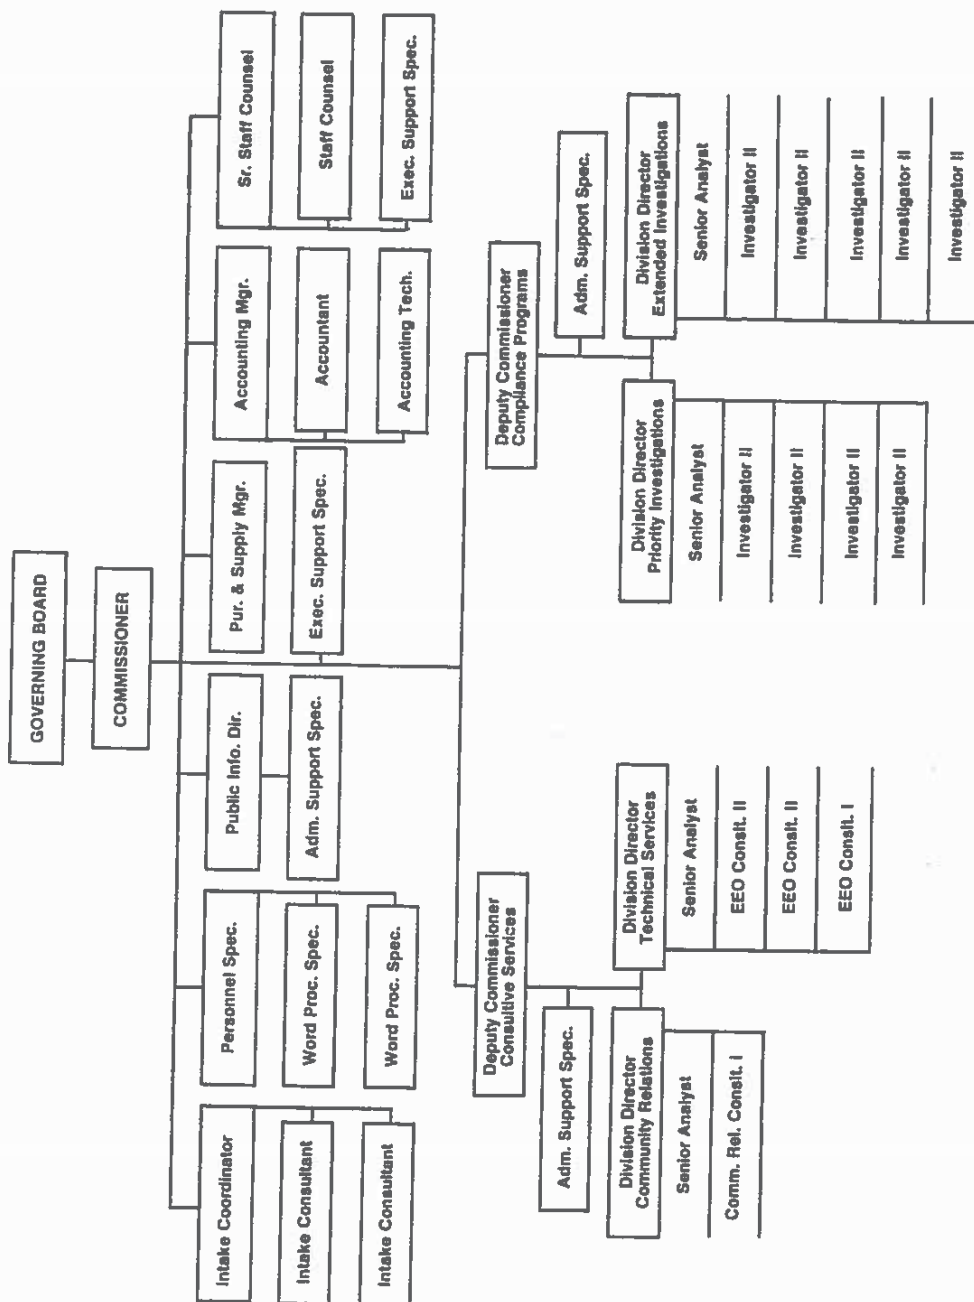 GOVERNING BOARD
COMMISSIONER
Intake Coordinator
Intake Consultant
Intake Consultant
Personnel Spec.
Word Proc. Spec.
Word Proc. Spec.
Public Info. Dir.
Adm. Support Spec.
Pur. & Supply Mgr.
Exec. Support Spec.
Accounting Mgr.
Accountant
Accounting Tech.
Sr. Staff Counsel
Staff Counsel
Exec. Support Spec.
Deputy Commissioner
Consultive Services
Adm. Support Spec.
Division Director
Community Relations
Senior Analyst
Comm. Rel. Conslt. I
Division Director
Technical Services
Senior Analyst
EEO Conslt. II
EEO Conslt. II
EEO Conslt. I
Deputy Commissioner
Compliance Programs
Adm. Support Spec.
Division Director
Priority Investigations
Senior Analyst
Investigator II
Investigator II
Investigator II
Investigator II
Division Director
Extended Investigations
Senior Analyst
Investigator II
Investigator II
Investigator II
Investigator II
Investigator II